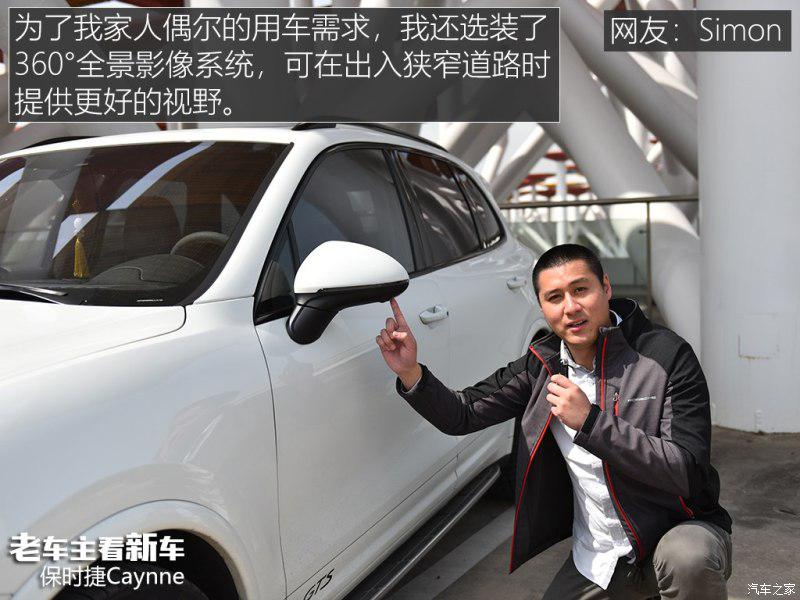 为了我家人偶尔的用车需求，我还选装了
360°全景影像系统，可在出入狭窄道路时
提供更好的视野。
网友：Simon
老车主看新车
保时捷Caynne
GTS
汽车之家